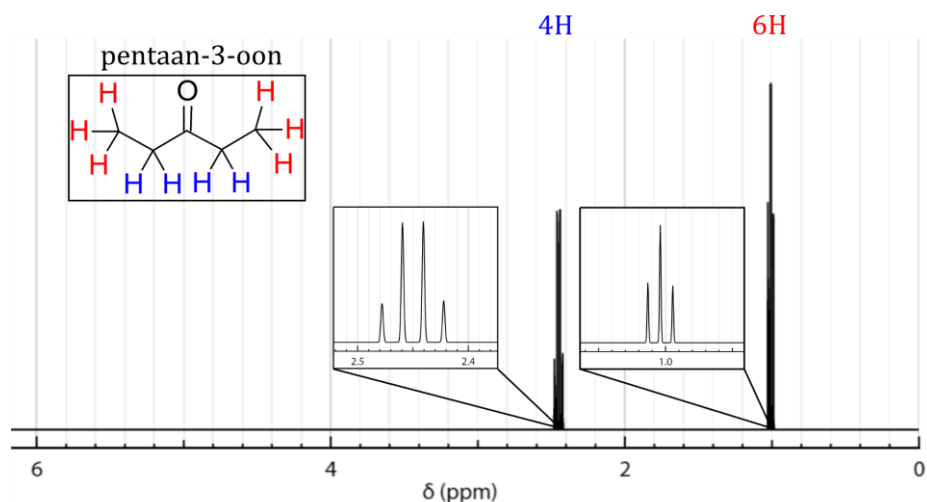 4H 6H
pentaan-3-oon
O
H H
H H
H H
H H H H
2.5 2.4
1.0
6 4 2 0
δ (ppm)